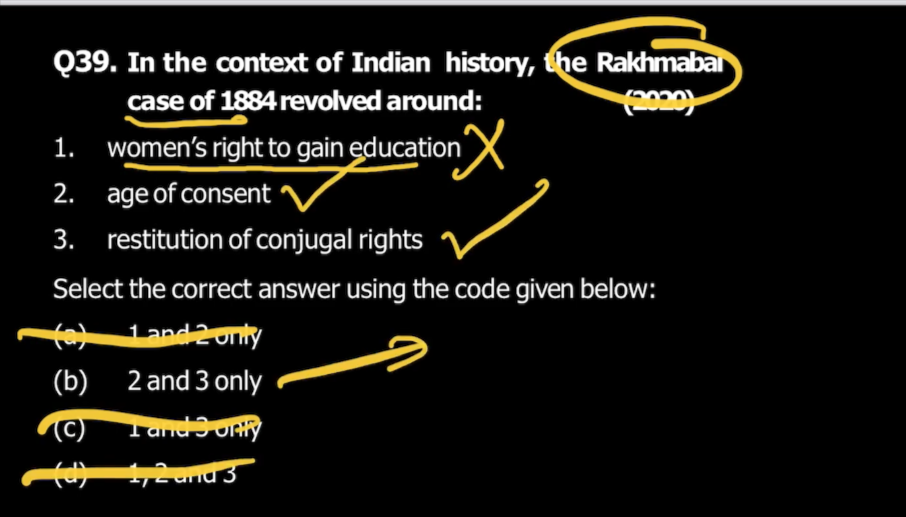 Q39. In the context of Indian history, the Rakhmabai
case of 1884 revolved around: (2020)
1. women’s right to gain education
2. age of consent
3. restitution of conjugal rights
Select the correct answer using the code given below:
(a) 1 and 2 only
(b) 2 and 3 only
(c) 1 and 3 only
(d) 1, 2 and 3